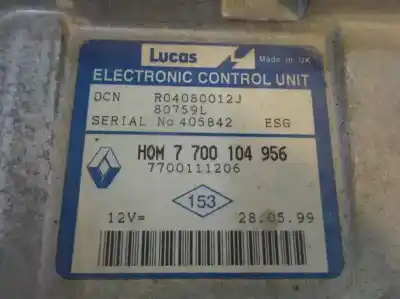 Lucas
Made in UK
ELECTRONIC CONTROL UNIT
DCN R04080012J
80759L
SERIAL No 405842 ESG
HOM 7 700 104 956
7700111206
153
12V= 28.05.99